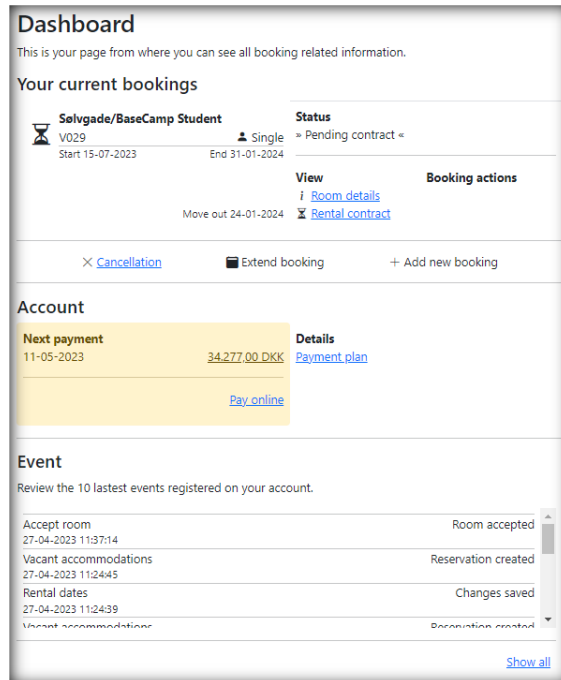 Dashboard
This is your page from where you can see all booking related information.
Your current bookings
Sølvgade/BaseCamp Student
V029 Single
Start 15-07-2023 End 31-01-2024
Move out 24-01-2024
Status
» Pending contract «
View Booking actions
i Room details
Rental contract
Cancellation Extend booking + Add new booking
Account
Next payment
11-05-2023 34.277,00 DKK
Pay online
Details
Payment plan
Event
Review the 10 lastest events registered on your account.
Accept room Room accepted
27-04-2023 11:37:14
Vacant accommodations Reservation created
27-04-2023 11:24:45
Rental dates Changes saved
27-04-2023 11:24:39
Vacant accommodations Reservation created
Show all